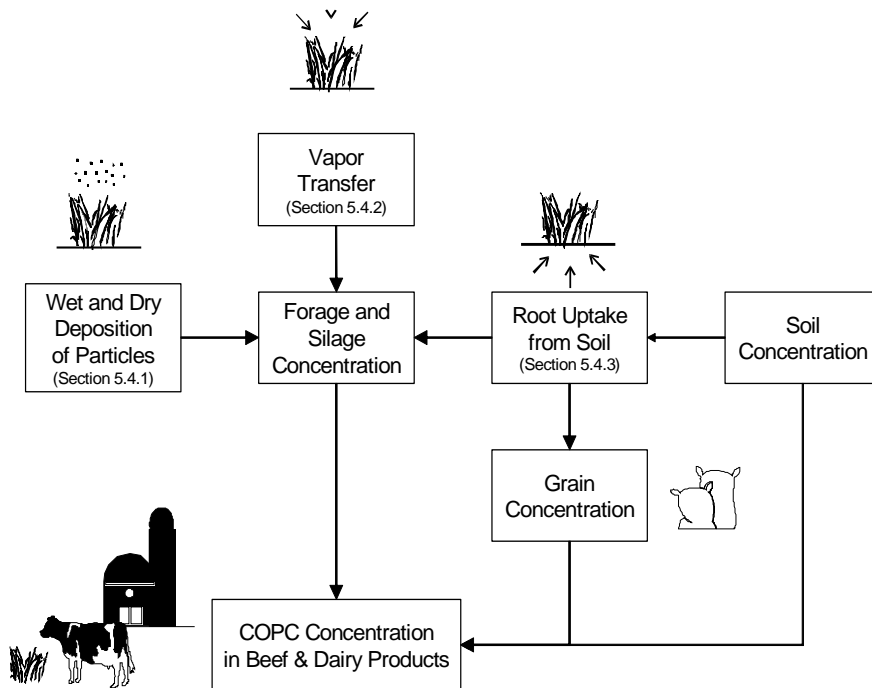 Vapor
Transfer
(Section 5.4.2)
Wet and Dry
Deposition
of Particles
(Section 5.4.1)
Forage and
Silage
Concentration
Root Uptake
from Soil
(Section 5.4.3)
Soil
Concentration
Grain
Concentration
COPC Concentration
in Beef & Dairy Products